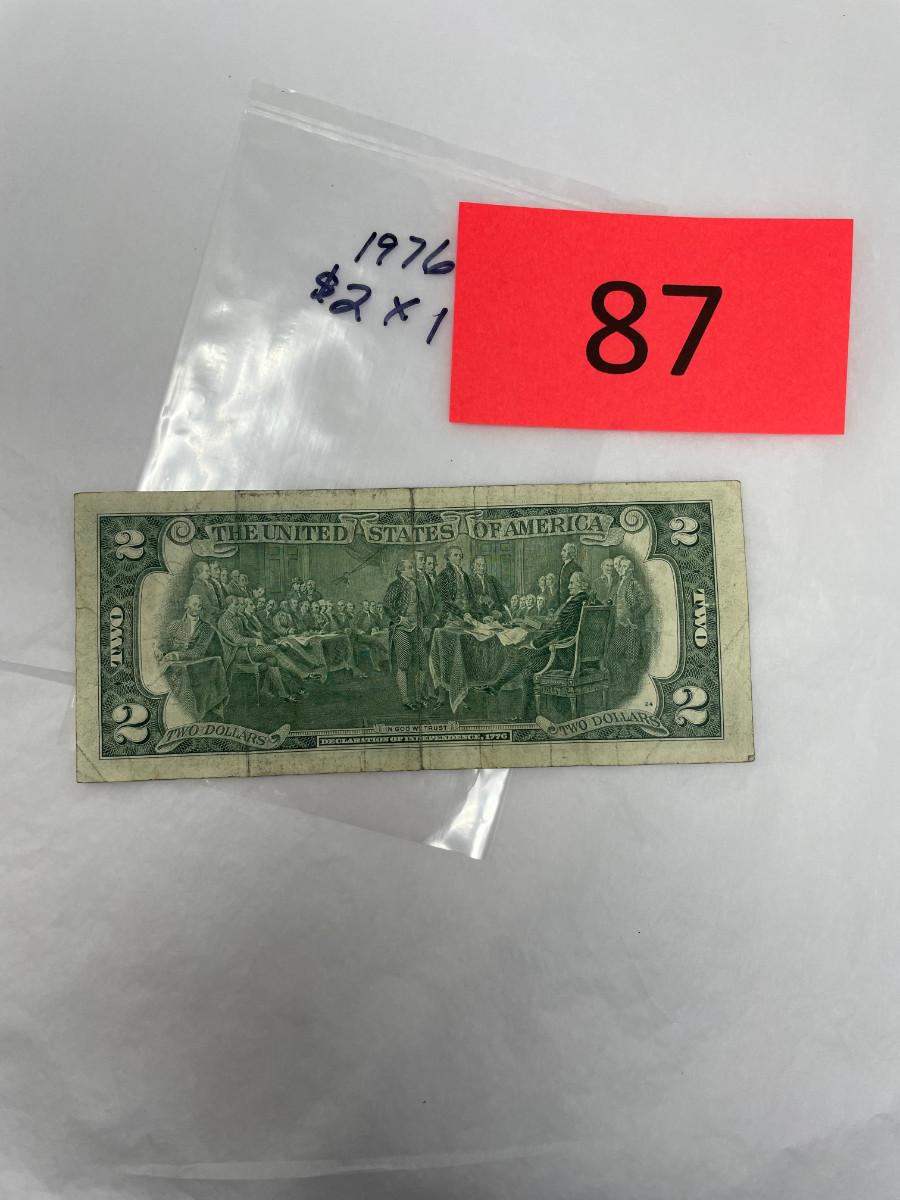 1976
$2 x 1
87
2 THE UNITED STATES OF AMERICA 2
TWO
TWO
2 TWO DOLLARS
IN GOD WE TRUST
DECLARATION OF INDEPENDENCE, 1776
24
TWO DOLLARS 2